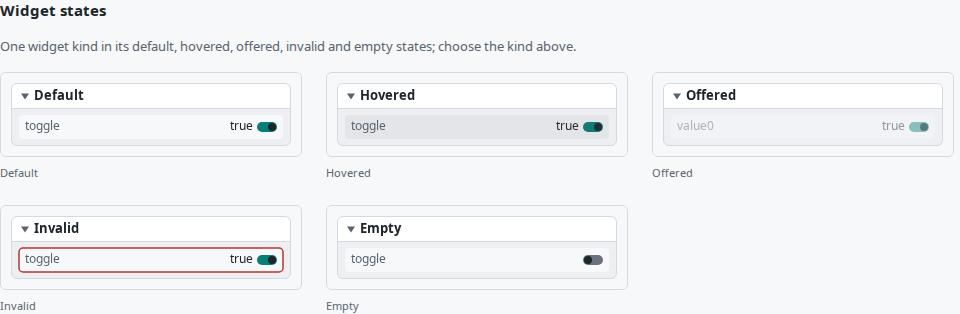 Widget states
One widget kind in its default, hovered, offered, invalid and empty states; choose the kind above.
Default
toggle true
Default
Hovered
toggle true
Hovered
Offered
value0 true
Offered
Invalid
toggle true
Invalid
Empty
toggle
Empty